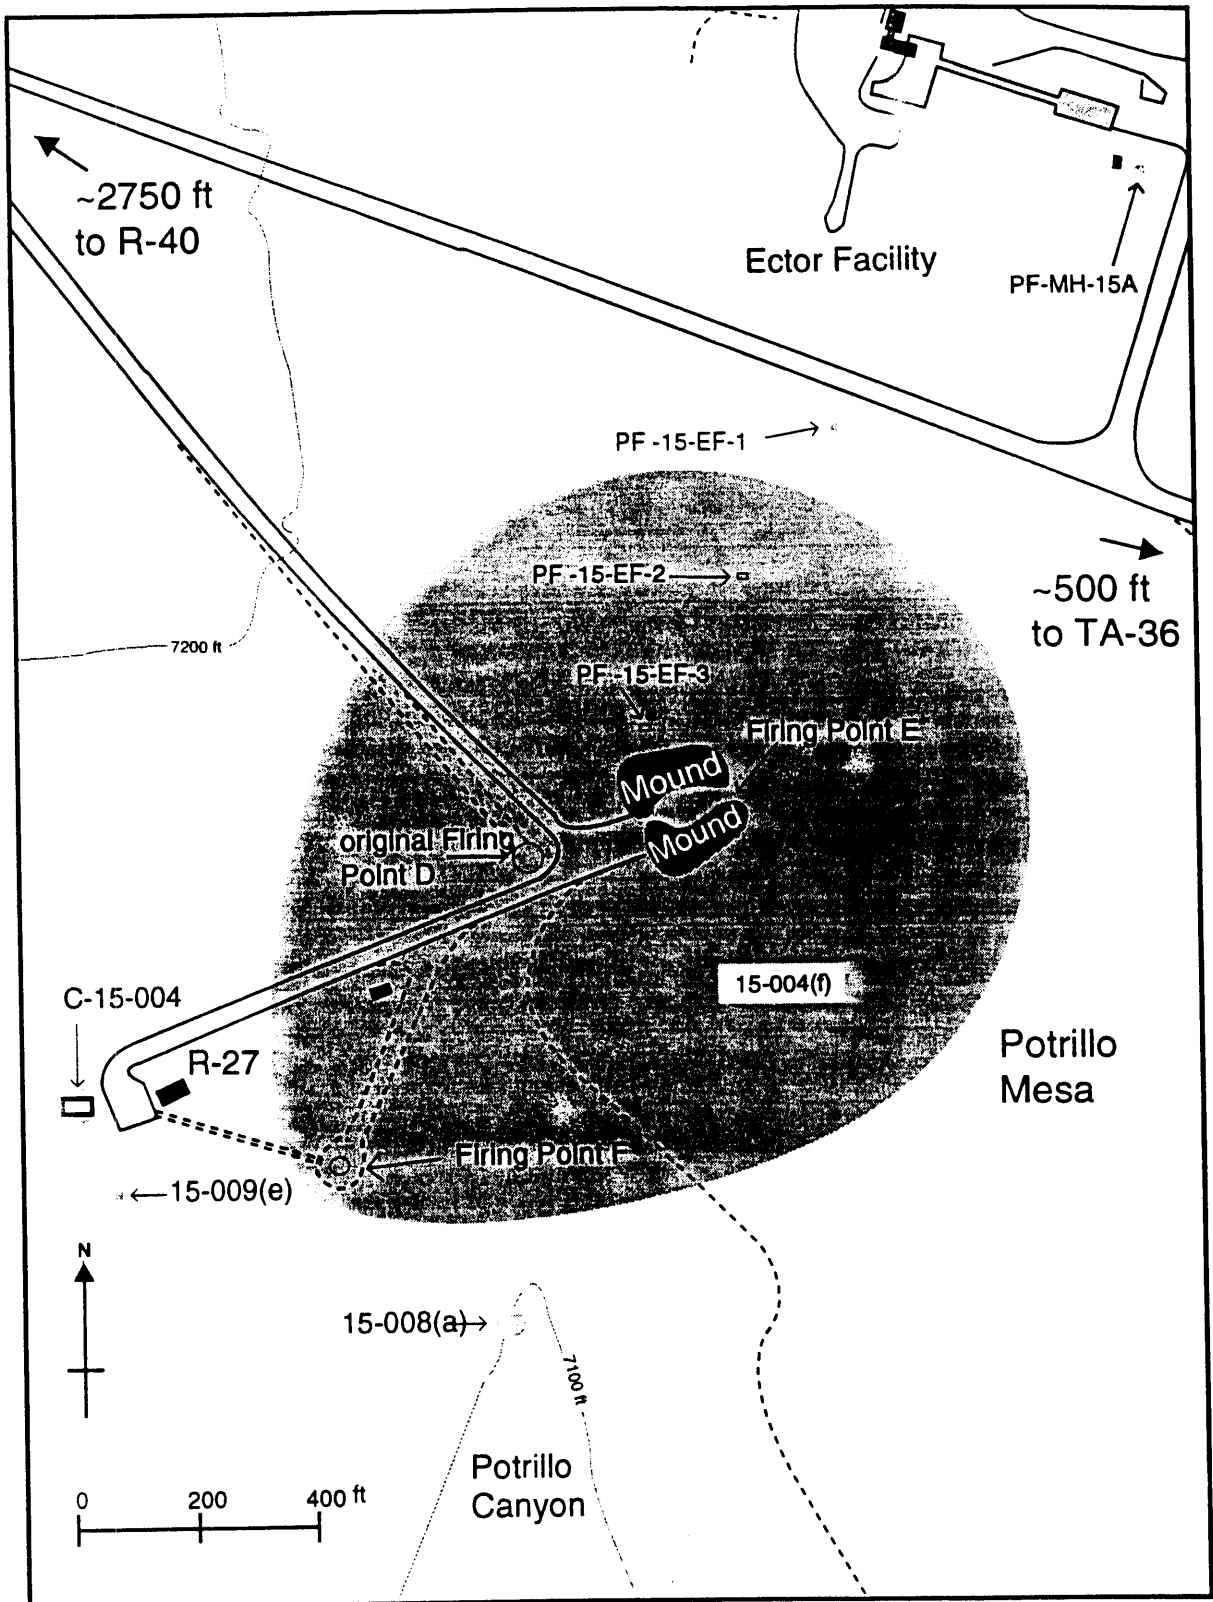 ~2750 ft
to R-40
Ector Facility
PF-MH-15A
PF -15-EF-1
PF -15-EF-2
~500 ft
to TA-36
7200 ft
PF-15-EF-3
Firing Point E
Mound
Mound
original Firing
Point D
15-004(f)
C-15-004
R-27
Potrillo
Mesa
Firing Point F
15-009(e)
N
15-008(a)
7100 ft
Potrillo
Canyon
0 200 400 ft